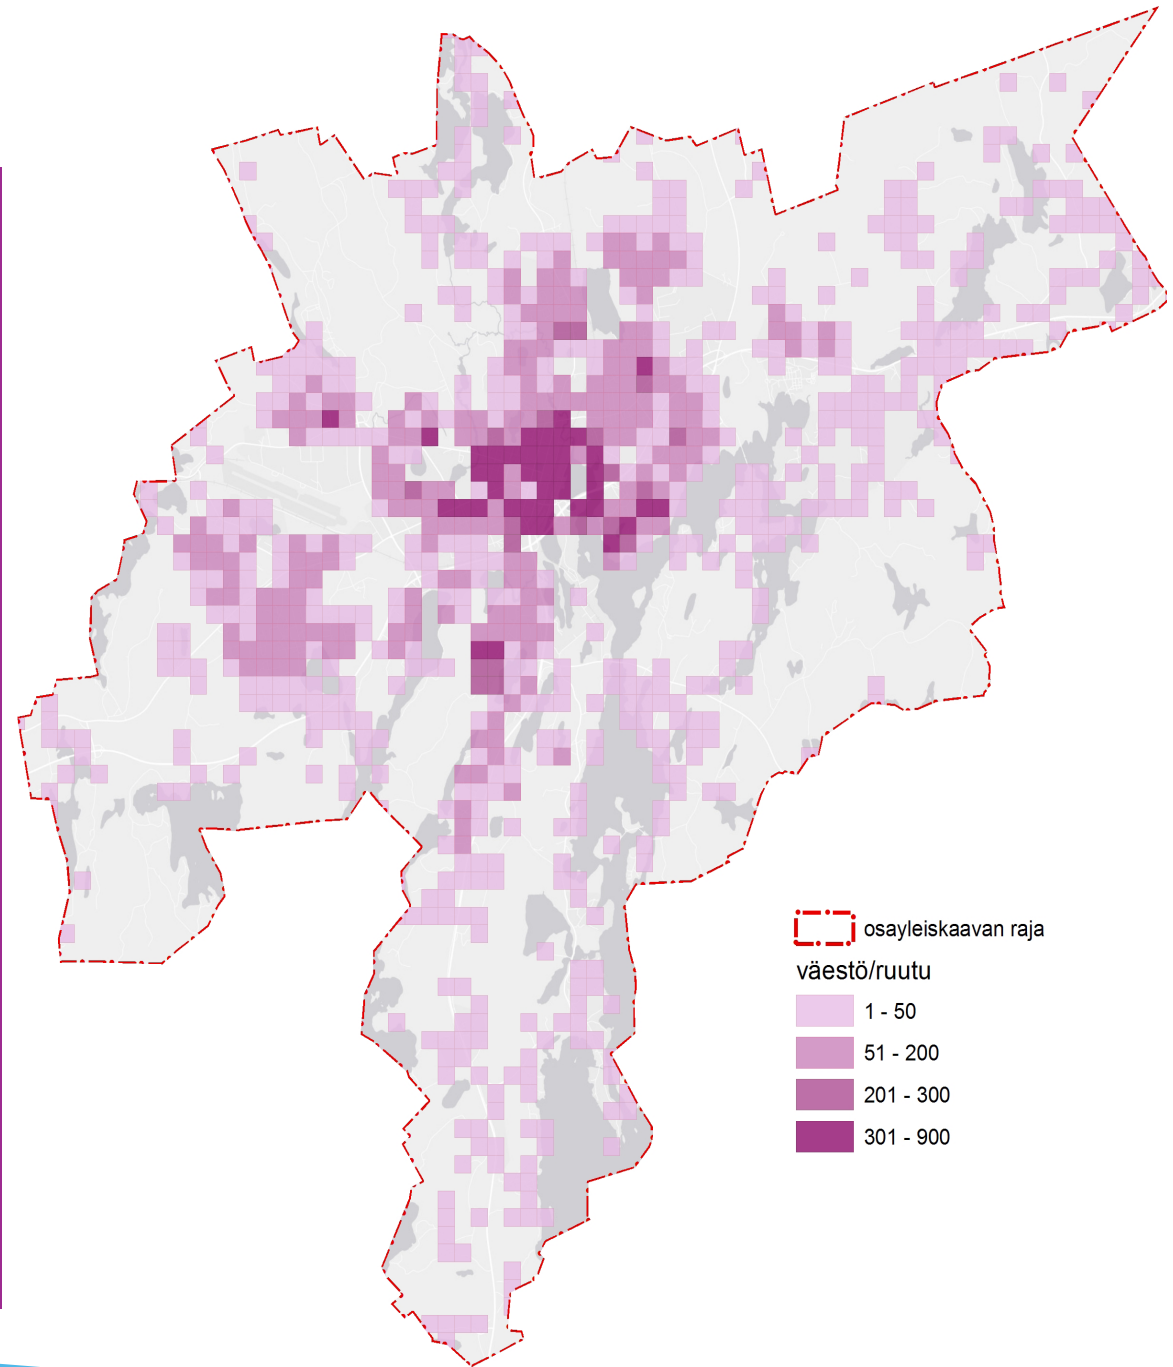 osayleiskaavan raja
väestö/ruutu
1 - 50
51 - 200
201 - 300
301 - 900